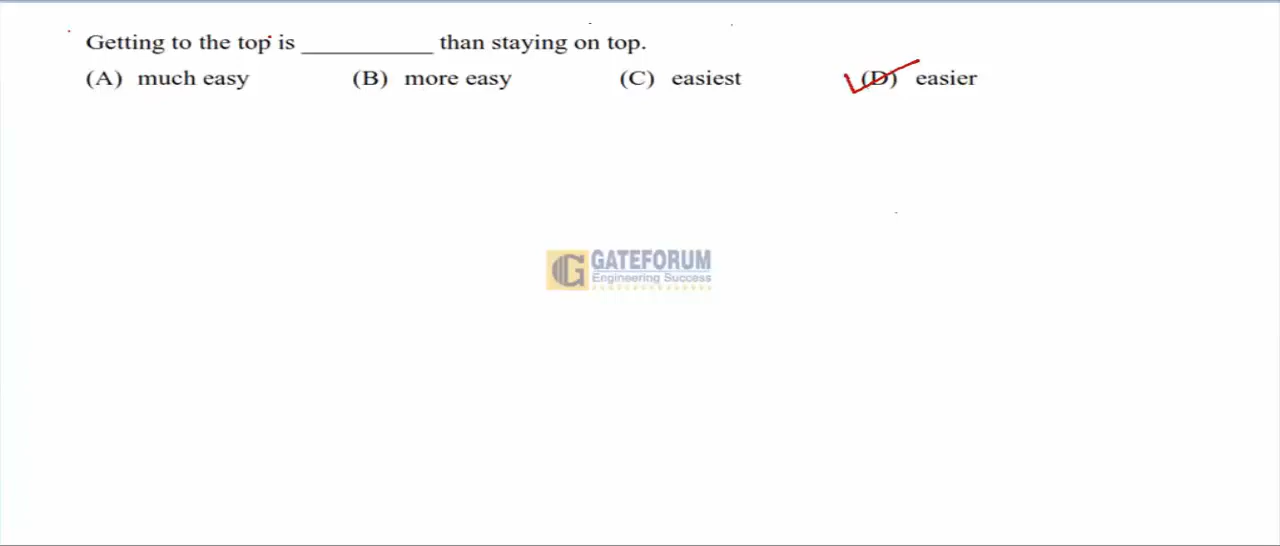 Getting to the top is ___________ than staying on top.
(A) much easy (B) more easy (C) easiest (D) easier
GATEFORUM
Engineering Success